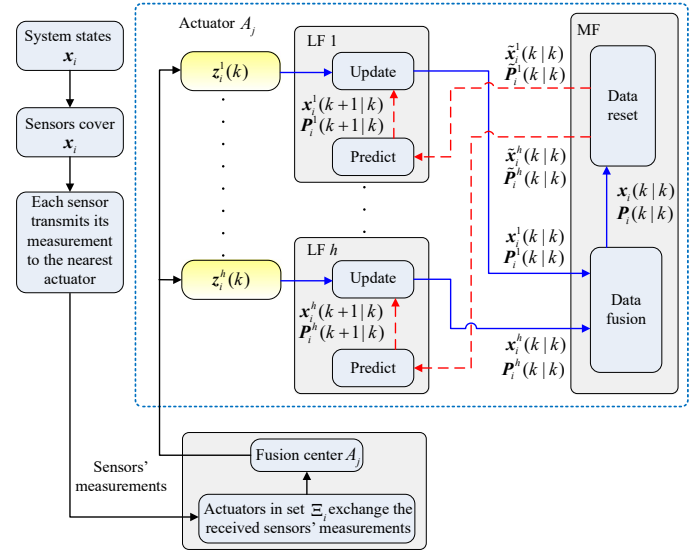 System states
x_i
Sensors cover
x_i
Each sensor
transmits its
measurement
to the nearest
actuator
Sensors'
measurements
Actuator A_j
z_i^1(k)
z_i^h(k)
LF 1
Update
x_i^1(k+1|k)
P_i^1(k+1|k)
Predict
LF h
Update
x_i^h(k+1|k)
P_i^h(k+1|k)
Predict
x̃_i^1(k|k)
P̃_i^1(k|k)
x̃_i^h(k|k)
P̃_i^h(k|k)
x_i^1(k|k)
P_i^1(k|k)
x_i^h(k|k)
P_i^h(k|k)
MF
Data
reset
x_i(k|k)
P_i(k|k)
Data
fusion
Fusion center A_j
Actuators in set Ξ_i exchange the
received sensors' measurements